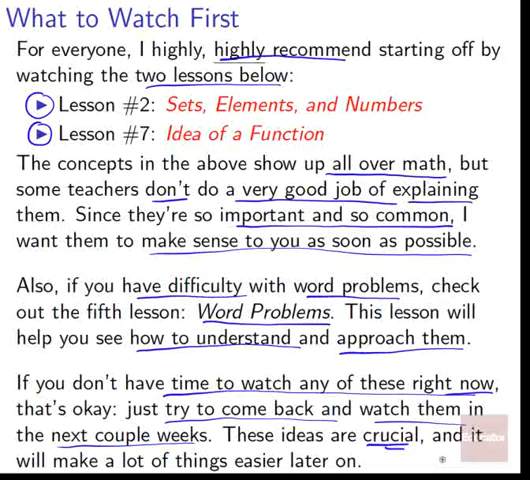 What to Watch First
For everyone, I highly, highly recommend starting off by
watching the two lessons below:
Lesson #2: Sets, Elements, and Numbers
Lesson #7: Idea of a Function
The concepts in the above show up all over math, but
some teachers don't do a very good job of explaining
them. Since they're so important and so common, I
want them to make sense to you as soon as possible.
Also, if you have difficulty with word problems, check
out the fifth lesson: Word Problems. This lesson will
help you see how to understand and approach them.
If you don't have time to watch any of these right now,
that's okay: just try to come back and watch them in
the next couple weeks. These ideas are crucial, and it
will make a lot of things easier later on.